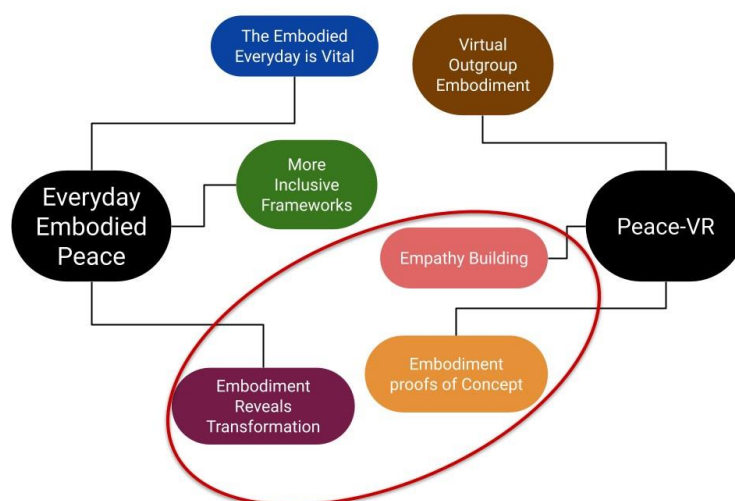 The Embodied
Everyday is Vital
Virtual
Outgroup
Embodiment
More
Inclusive
Frameworks
Everyday
Embodied
Peace
Peace-VR
Empathy Building
Embodiment
proofs of Concept
Embodiment
Reveals
Transformation